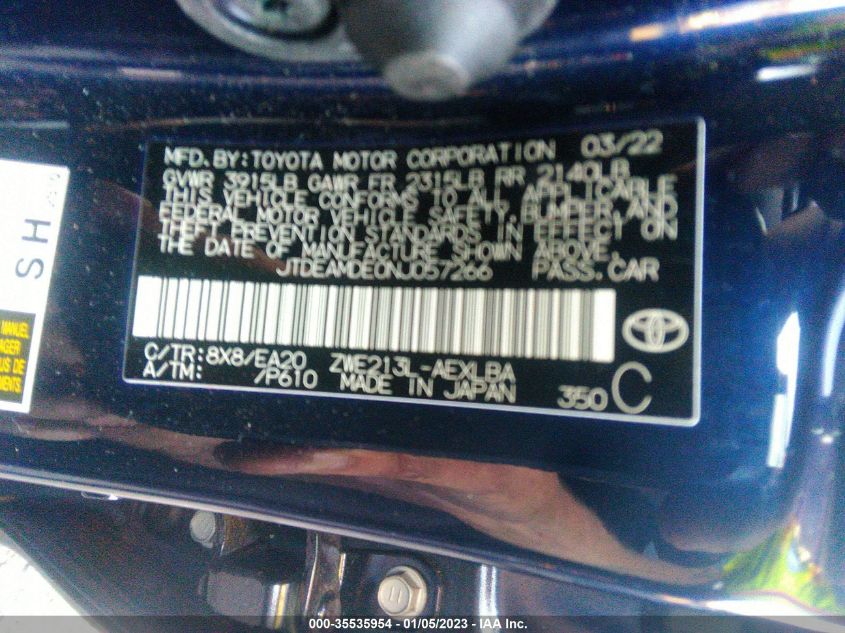 MFD. BY: TOYOTA MOTOR CORPORATION 03/22
GVWR 3915LB GAWR FR 2315LB RR 2140LB
THIS VEHICLE CONFORMS TO ALL APPLICABLE
FEDERAL MOTOR VEHICLE SAFETY, BUMPER, AND
THEFT PREVENTION STANDARDS IN EFFECT ON
THE DATE OF MANUFACTURE SHOWN ABOVE.
JTDEAMDE0NJ057266 PASS. CAR
C/TR: 8X8/EA20 ZWE213L-AEXLBA
A/TM: /P610 MADE IN JAPAN 350 C
SH
MANUEL
000-35535954 - 01/05/2023 - IAA Inc.